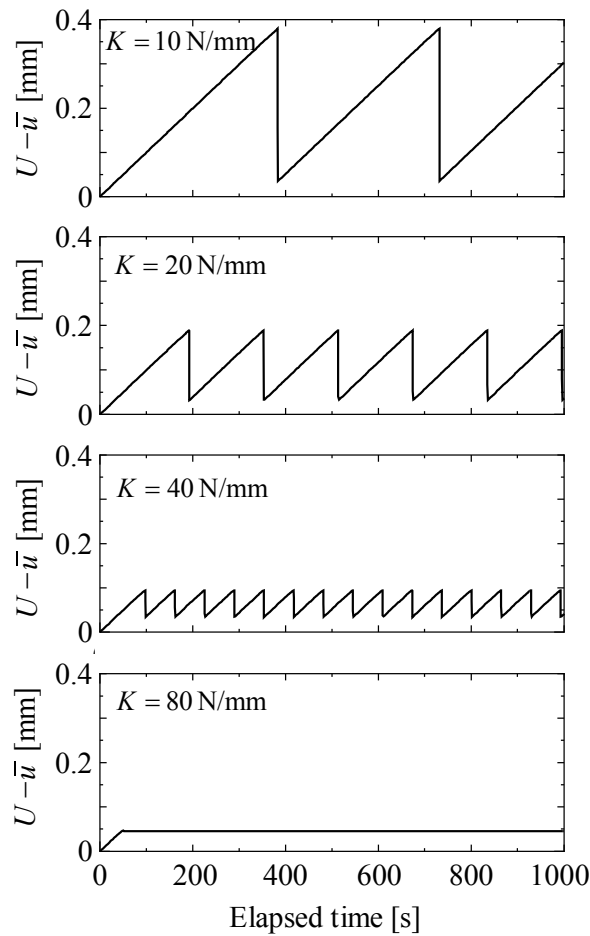 0.4
K = 10 N/mm
0.2
0
U − u̅ [mm]
0.4
K = 20 N/mm
0.2
0
U − u̅ [mm]
0.4
K = 40 N/mm
0.2
0
U − u̅ [mm]
0.4
K = 80 N/mm
0.2
0
U − u̅ [mm]
0 200 400 600 800 1000
Elapsed time [s]